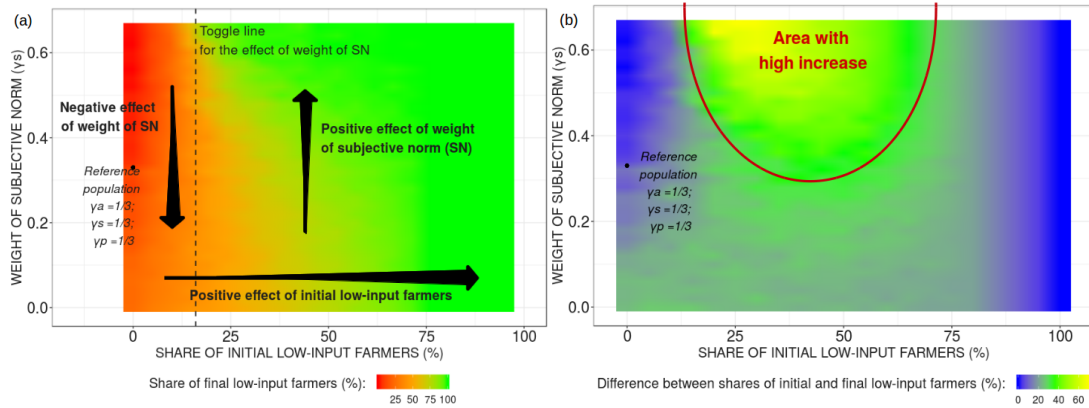 (a)
WEIGHT OF SUBJECTIVE NORM (γs)
0.6
0.4
0.2
0.0
Toggle line
for the effect of weight of SN
Negative effect
of weight of SN
Positive effect of weight
of subjective norm (SN)
Reference
population
γa =1/3;
γs =1/3;
γp =1/3
Positive effect of initial low-input farmers
0 25 50 75 100
SHARE OF INITIAL LOW-INPUT FARMERS (%)
Share of final low-input farmers (%):
25 50 75 100
(b)
WEIGHT OF SUBJECTIVE NORM (γs)
0.6
0.4
0.2
0.0
Area with
high increase
Reference
population
γa =1/3;
γs =1/3;
γp =1/3
0 25 50 75 100
SHARE OF INITIAL LOW-INPUT FARMERS (%)
Difference between shares of initial and final low-input farmers (%):
0 20 40 60